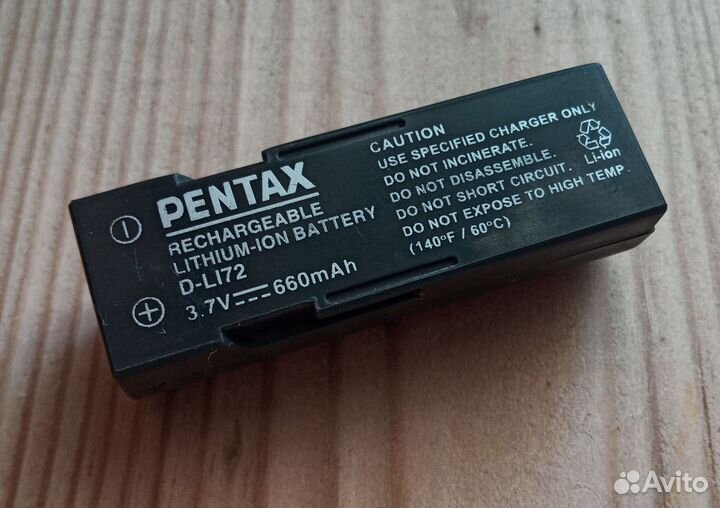 PENTAX
RECHARGEABLE
LITHIUM-ION BATTERY
D-LI72
3.7V⎓660mAh
CAUTION
USE SPECIFIED CHARGER ONLY
DO NOT INCINERATE.
DO NOT DISASSEMBLE.
DO NOT SHORT CIRCUIT.
DO NOT EXPOSE TO HIGH TEMP.
(140°F / 60°C)
Li-ion
Avito